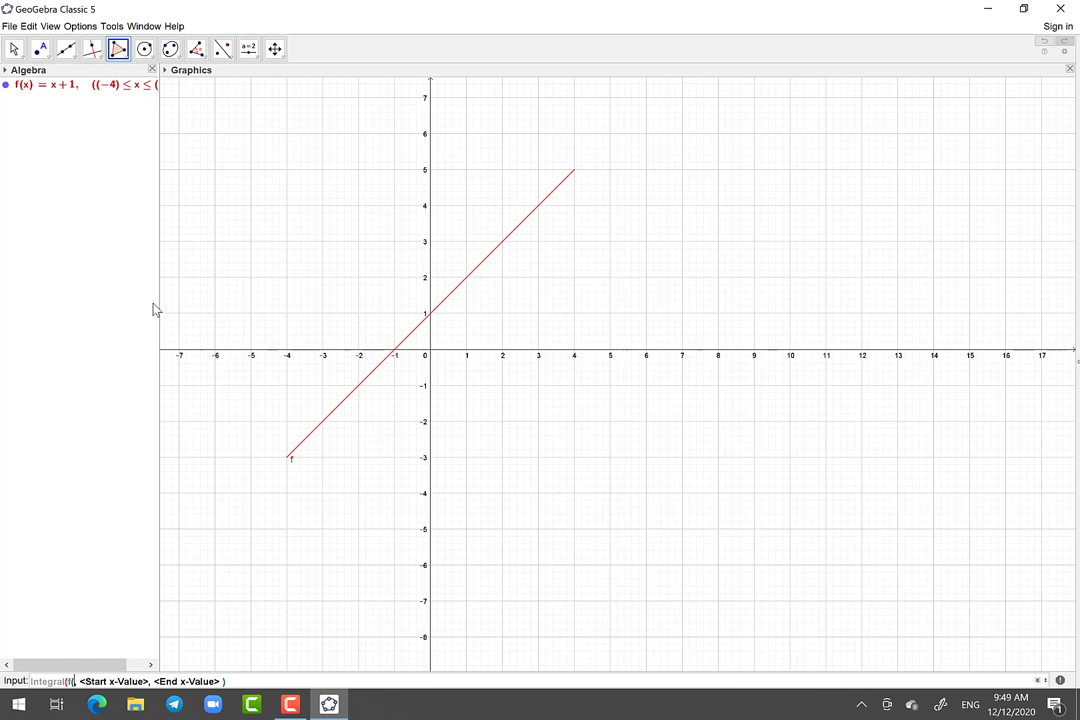 GeoGebra Classic 5
File Edit View Options Tools Window Help
Sign in
A
a=2
Algebra
Graphics
f(x) = x+1, ((−4) ≤ x ≤ (
7
6
5
4
3
2
1
-7 -6 -5 -4 -3 -2 -1 0 1 2 3 4 5 6 7 8 9 10 11 12 13 14 15 16 17
-1
-2
f
-3
-4
-5
-6
-7
-8
Input: Integral(f(, <Start x-Value>, <End x-Value> )
ENG
9:49 AM
12/12/2020
1